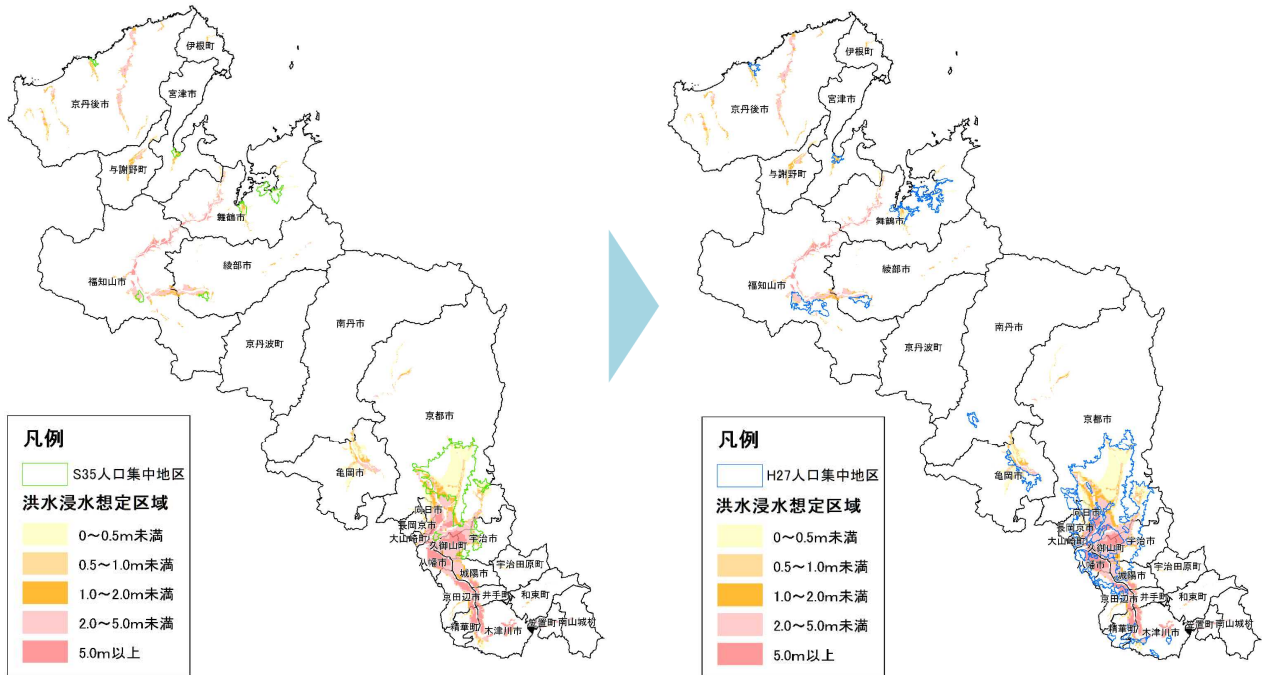 伊根町
京丹後市
宮津市
与謝野町
舞鶴市
綾部市
福知山市
南丹市
京丹波町
京都市
亀岡市
向日市
長岡京市
大山崎町
宇治市
久御山町
八幡市
宇治田原町
城陽市
京田辺市
井手町
和束町
精華町
木津川市
笠置町
南山城村
凡例
S35人口集中地区
洪水浸水想定区域
0～0.5m未満
0.5～1.0m未満
1.0～2.0m未満
2.0～5.0m未満
5.0m以上
伊根町
京丹後市
宮津市
与謝野町
舞鶴市
綾部市
福知山市
南丹市
京丹波町
京都市
亀岡市
向日市
長岡京市
大山崎町
宇治市
久御山町
八幡市
宇治田原町
城陽市
京田辺市
井手町
和束町
精華町
木津川市
笠置町
南山城村
凡例
H27人口集中地区
洪水浸水想定区域
0～0.5m未満
0.5～1.0m未満
1.0～2.0m未満
2.0～5.0m未満
5.0m以上